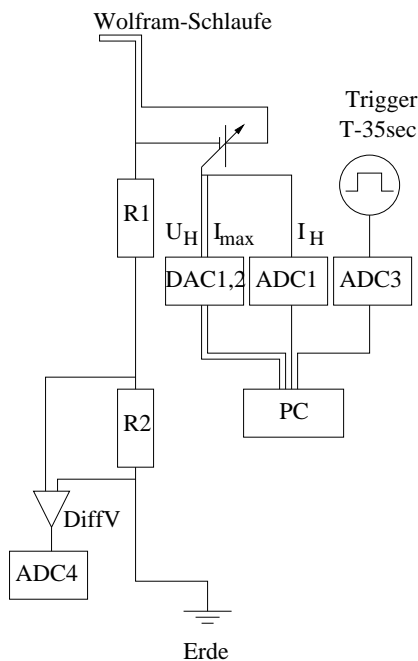 Wolfram-Schlaufe
Trigger
T-35sec
R1
U_H I_max I_H
DAC1,2 ADC1 ADC3
PC
R2
DiffV
ADC4
Erde